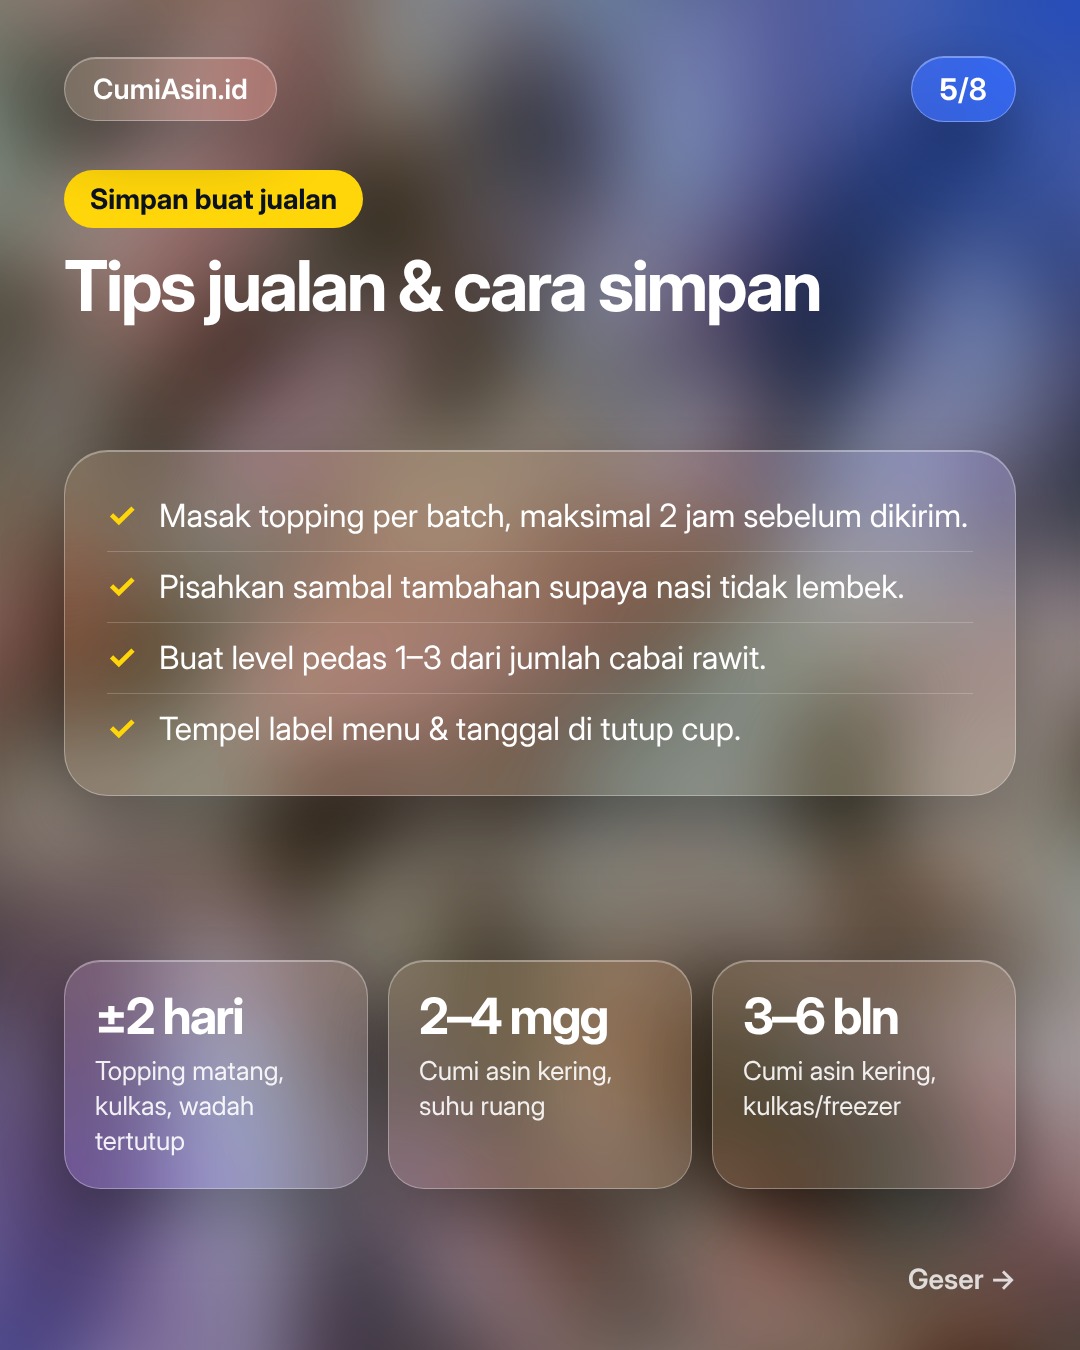 CumiAsin.id
5/8
Simpan buat jualan
Tips jualan & cara simpan
✓ Masak topping per batch, maksimal 2 jam sebelum dikirim.
✓ Pisahkan sambal tambahan supaya nasi tidak lembek.
✓ Buat level pedas 1–3 dari jumlah cabai rawit.
✓ Tempel label menu & tanggal di tutup cup.
±2 hari
Topping matang,
kulkas, wadah
tertutup
2–4 mgg
Cumi asin kering,
suhu ruang
3–6 bln
Cumi asin kering,
kulkas/freezer
Geser →